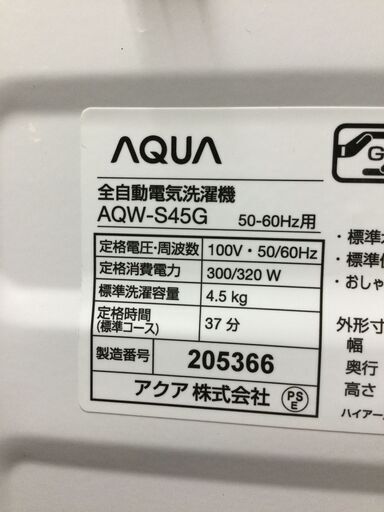 AQUA
全自動電気洗濯機
AQW-S45G 50-60Hz用
定格電圧・周波数 100V・50/60Hz
定格消費電力 300/320 W
標準洗濯容量 4.5 kg
定格時間
(標準コース) 37 分
製造番号 205366
アクア 株式会社 PS E
G
・標準
・標準
・おしゃ
外形寸
幅
奥行
高さ
ハイアー